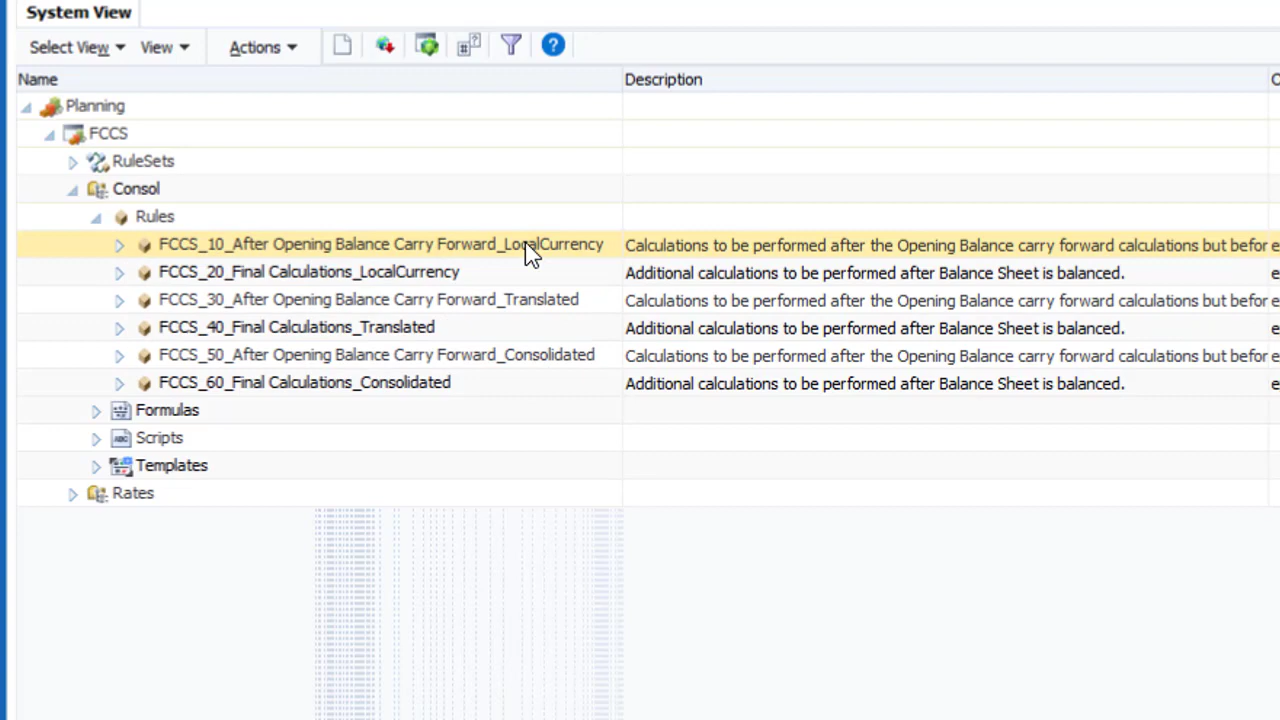 System View
Select View View Actions
Name Description
Planning
FCCS
RuleSets
Consol
Rules
FCCS_10_After Opening Balance Carry Forward_LocalCurrency Calculations to be performed after the Opening Balance carry forward calculations but befor e
FCCS_20_Final Calculations_LocalCurrency Additional calculations to be performed after Balance Sheet is balanced. e
FCCS_30_After Opening Balance Carry Forward_Translated Calculations to be performed after the Opening Balance carry forward calculations but befor e
FCCS_40_Final Calculations_Translated Additional calculations to be performed after Balance Sheet is balanced. e
FCCS_50_After Opening Balance Carry Forward_Consolidated Calculations to be performed after the Opening Balance carry forward calculations but befor e
FCCS_60_Final Calculations_Consolidated Additional calculations to be performed after Balance Sheet is balanced. e
Formulas
Scripts
Templates
Rates